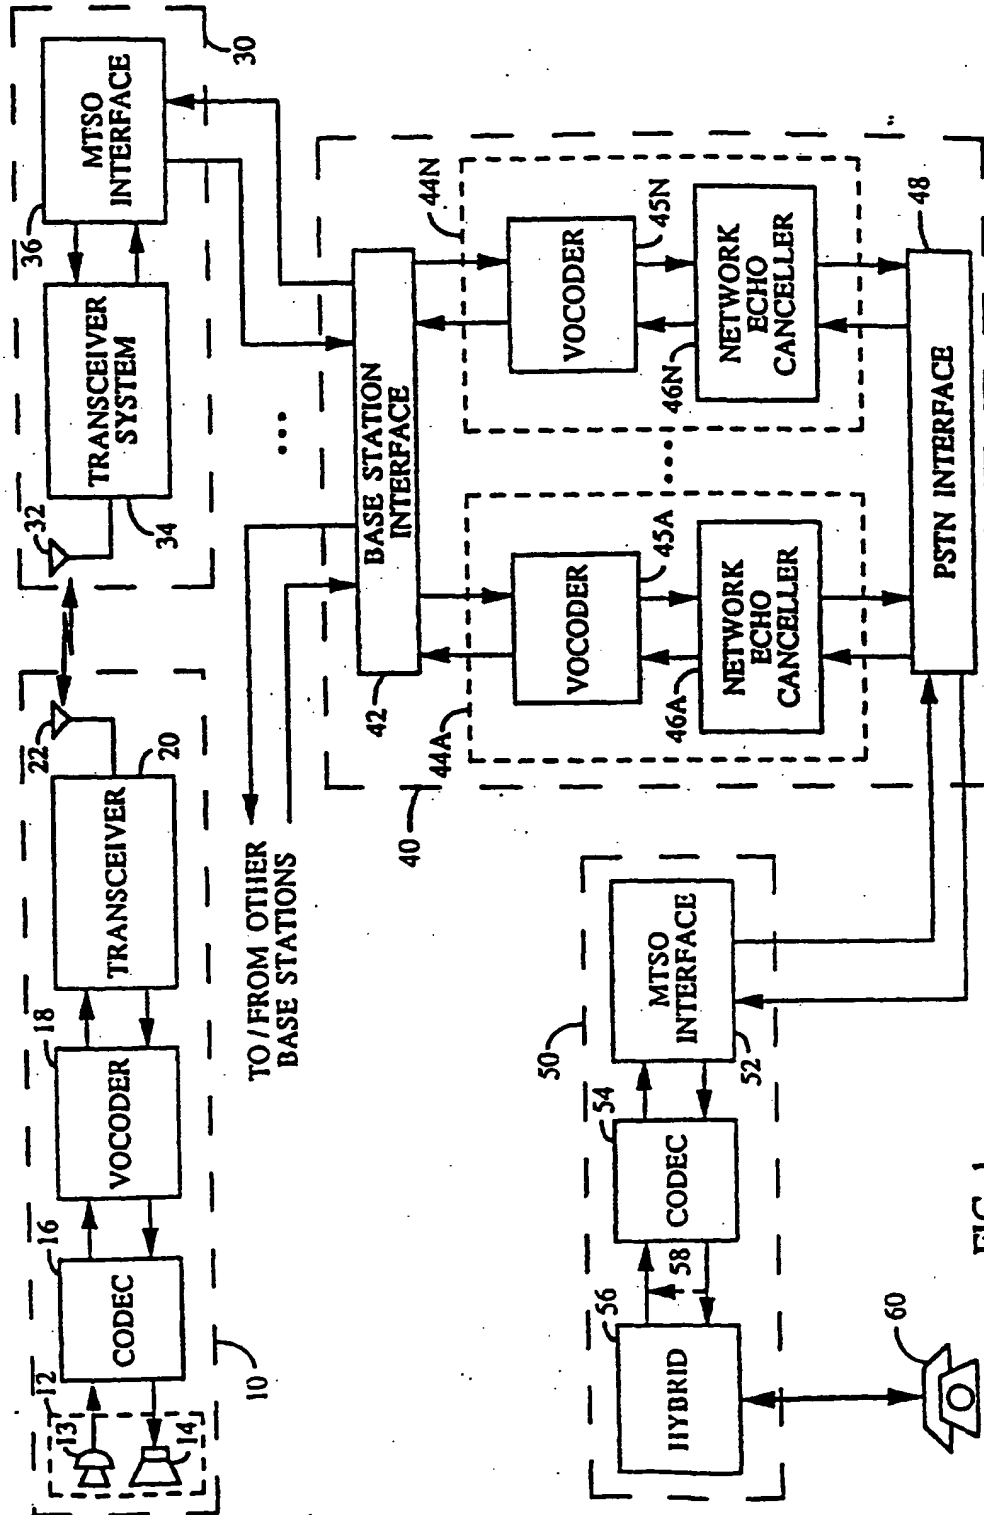 10
12
13
14
16
CODEC
18
VOCODER
20
TRANSCEIVER
22
30
32
34
TRANSCEIVER
SYSTEM
36
MTSO
INTERFACE
TO/FROM OTHER
BASE STATIONS
...
40
42
BASE STATION
INTERFACE
44A
VOCODER
45A
46A
NETWORK
ECHO
CANCELLER
....
44N
VOCODER
45N
46N
NETWORK
ECHO
CANCELLER
48
PSTN INTERFACE
50
52
MTSO
INTERFACE
54
CODEC
56
58
HYBRID
60
FIG. 1